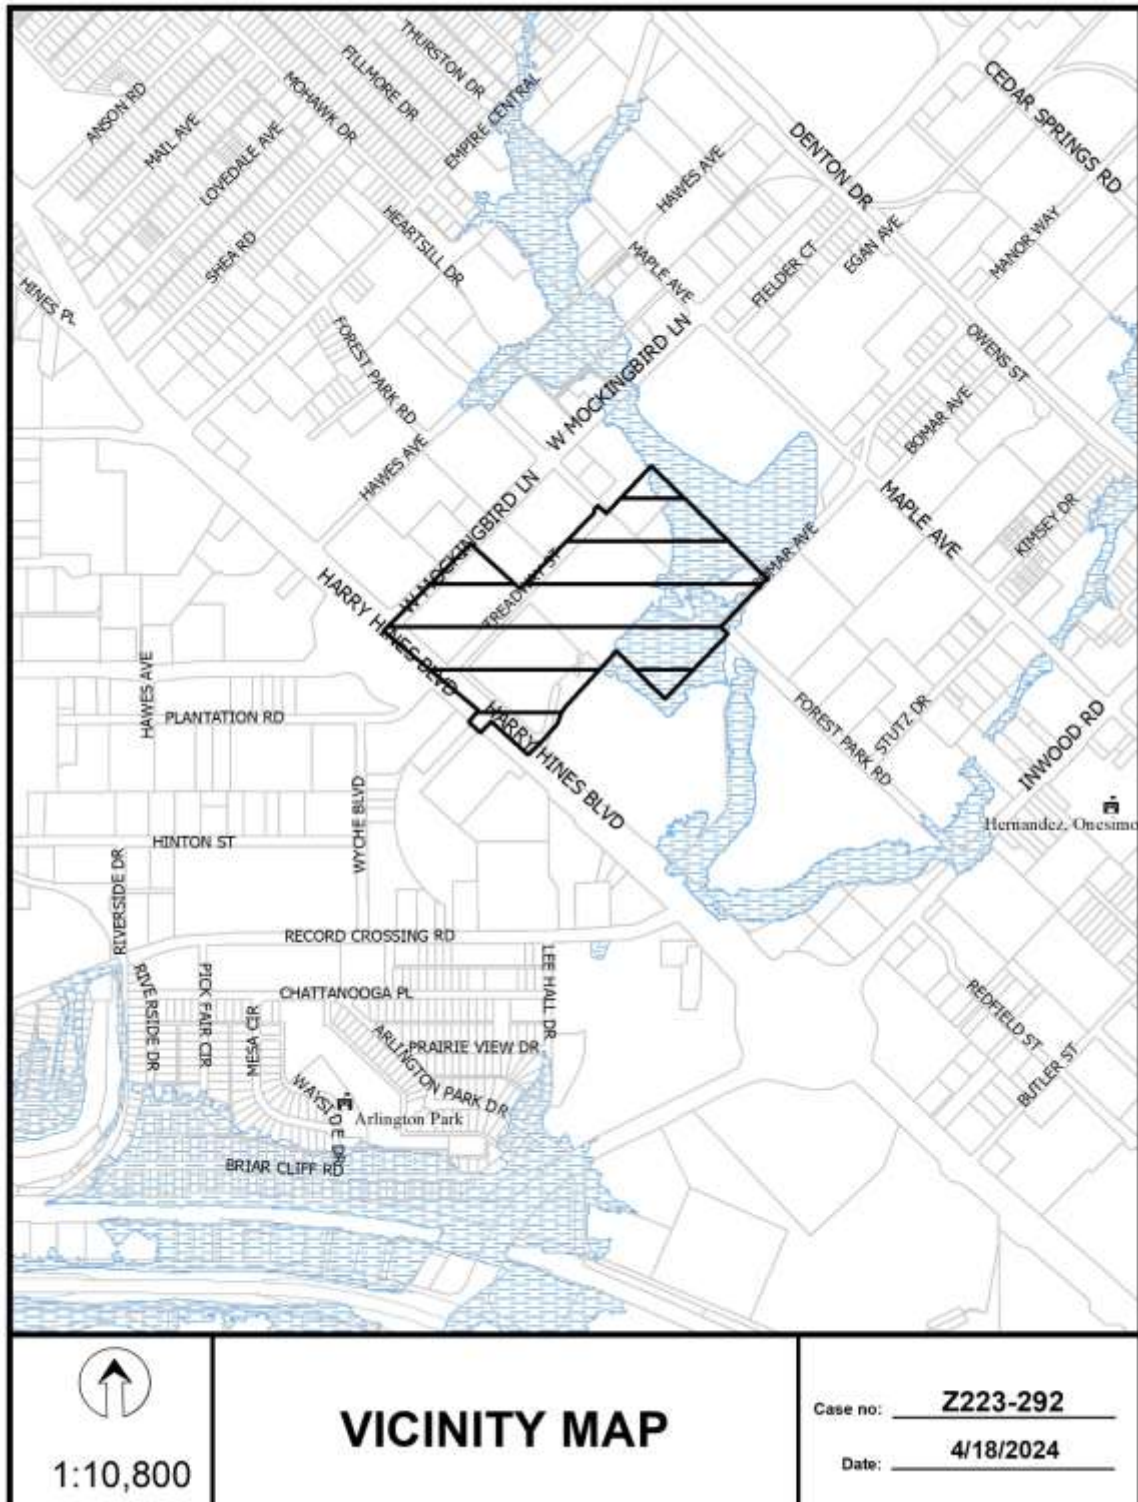 THURSTON DR
FILLMORE DR
MOHAWK DR
ANSON RD
MAIL AVE
LOVEDALE AVE
EMPIRE CENTRAL
CEDAR SPRINGS RD
DENTON DR
HAWES AVE
HEARTSILL DR
SHEA RD
MAPLE AVE
FIELDER CT
EGAN AVE
MANOR WAY
HINES PL
FOREST PARK RD
W MOCKINGBIRD LN
OWENS ST
BOMAR AVE
HAWES AVE
W MOCKINGBIRD LN
MAPLE AVE
KIMSEY DR
TREADWAY ST
MAR AVE
HARRY HINES BLVD
HAWES AVE
PLANTATION RD
HARRY HINES BLVD
FOREST PARK RD
STUTZ DR
INWOOD RD
Hernandez, Onesimo
WYCHE BLVD
HINTON ST
RIVERSIDE DR
RECORD CROSSING RD
LEE HALL DR
RIVERSIDE DR
PICK FAIR CIR
MESA CIR
CHATTANOOGA PL
ARLINGTON PARK DR
PRAIRIE VIEW DR
REDFIELD ST
BUTLER ST
WAYSIDE DR
Arlington Park
BRIAR CLIFF RD
1:10,800
VICINITY MAP
Case no: Z223-292
Date: 4/18/2024